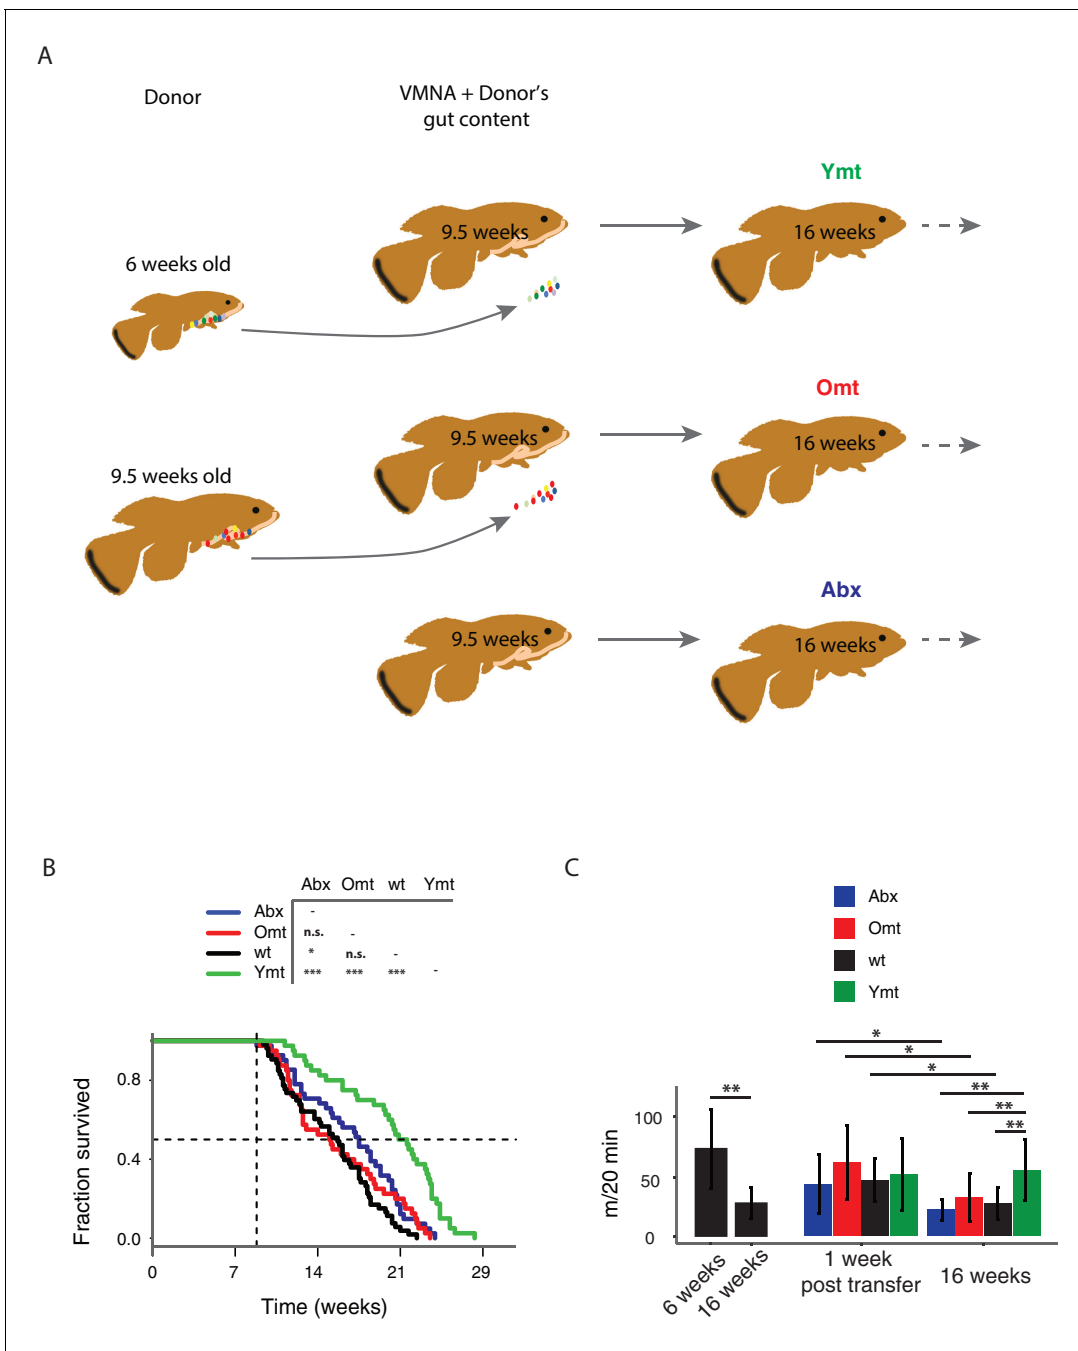 A
Donor
VMNA + Donor's
gut content
Ymt
9.5 weeks
16 weeks
6 weeks old
Omt
9.5 weeks
16 weeks
9.5 weeks old
Abx
9.5 weeks
16 weeks
B
Abx Omt wt Ymt
Abx -
Omt n.s. -
wt * n.s. -
Ymt *** *** *** -
Fraction survived
0.8
0.4
0.0
0 7 14 21 29
Time (weeks)
C
Abx
Omt
wt
Ymt
*
*
*
** **
**
**
m/20 min
100
50
0
6 weeks
16 weeks
1 week
post transfer
16 weeks